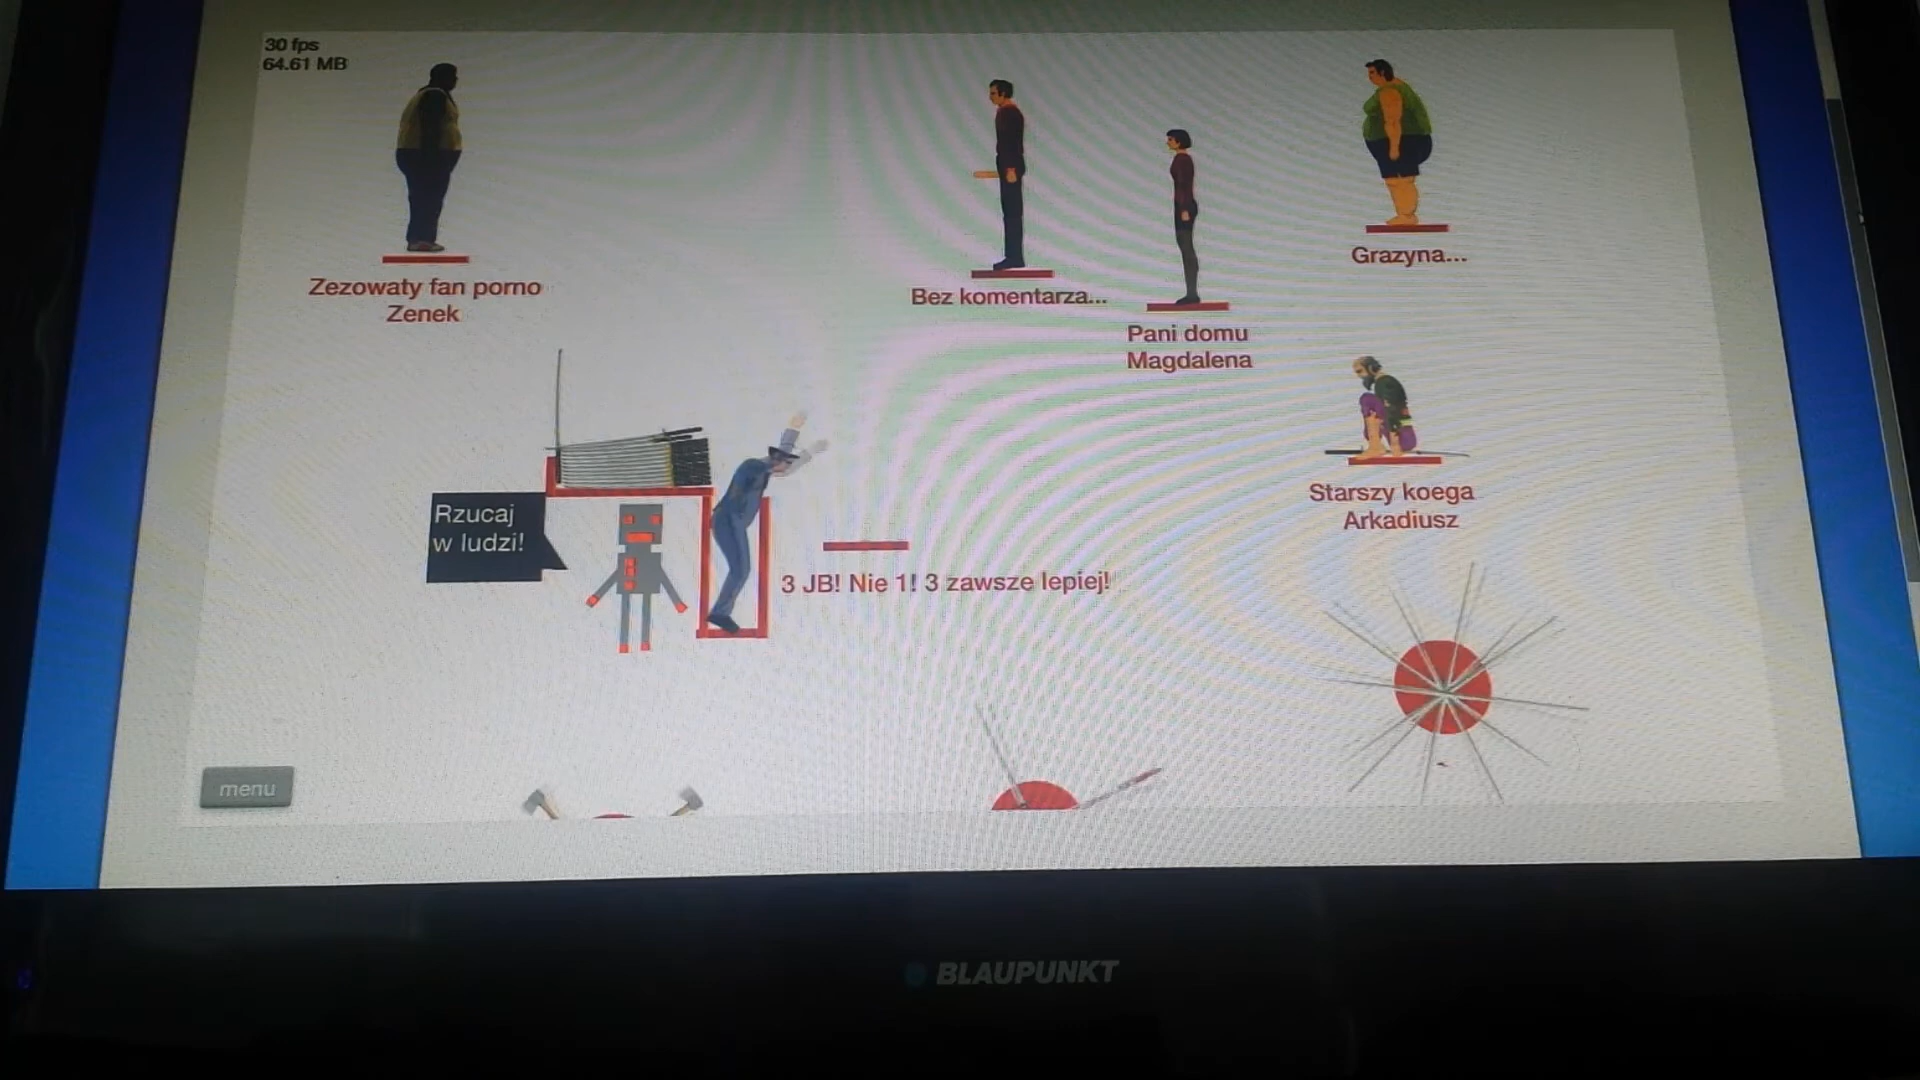 30 fps
64.61 MB
Zezowaty fan porno
Zenek
Bez komentarza...
Grazyna...
Pani domu
Magdalena
Starszy koega
Arkadiusz
Rzucaj
w ludzi!
3 JB! Nie 1! 3 zawsze lepiej!
menu
BLAUPUNKT